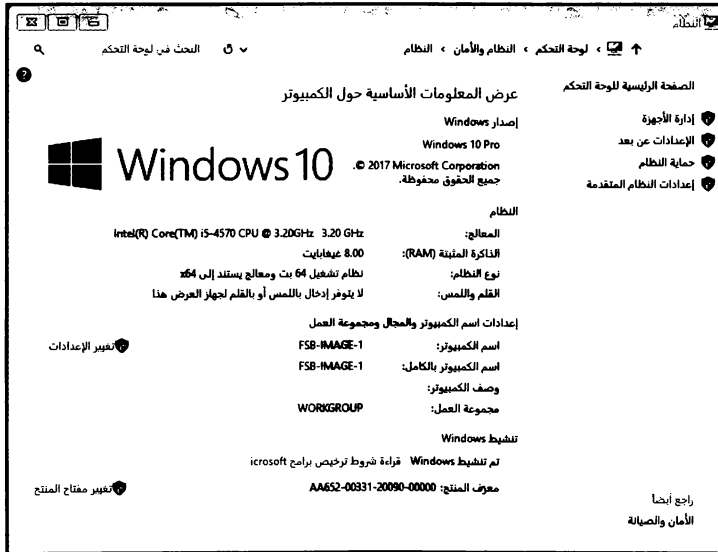 النظام
لوحة التحكم › النظام والأمان › النظام
البحث في لوحة التحكم
الصفحة الرئيسية للوحة التحكم
إدارة الأجهزة
الإعدادات عن بعد
حماية النظام
إعدادات النظام المتقدمة
عرض المعلومات الأساسية حول الكمبيوتر
إصدار Windows
Windows 10 Pro
© 2017 Microsoft Corporation.
جميع الحقوق محفوظة.
Windows 10
النظام
المعالج: Intel(R) Core(TM) i5-4570 CPU @ 3.20GHz 3.20 GHz
الذاكرة المثبتة (RAM): 8.00 غيغابايت
نوع النظام: نظام تشغيل 64 بت ومعالج يستند إلى x64
القلم واللمس: لا يتوفر إدخال باللمس أو بالقلم لجهاز العرض هذا
إعدادات اسم الكمبيوتر والمجال ومجموعة العمل
اسم الكمبيوتر: FSB-IMAGE-1
تغيير الإعدادات
اسم الكمبيوتر بالكامل: FSB-IMAGE-1
وصف الكمبيوتر:
مجموعة العمل: WORKGROUP
تنشيط Windows
تم تنشيط Windows قراءة شروط ترخيص برامج icrosoft
معرف المنتج: 00000-20090-00331-AA652
تغيير مفتاح المنتج
راجع أيضاً
الأمان والصيانة